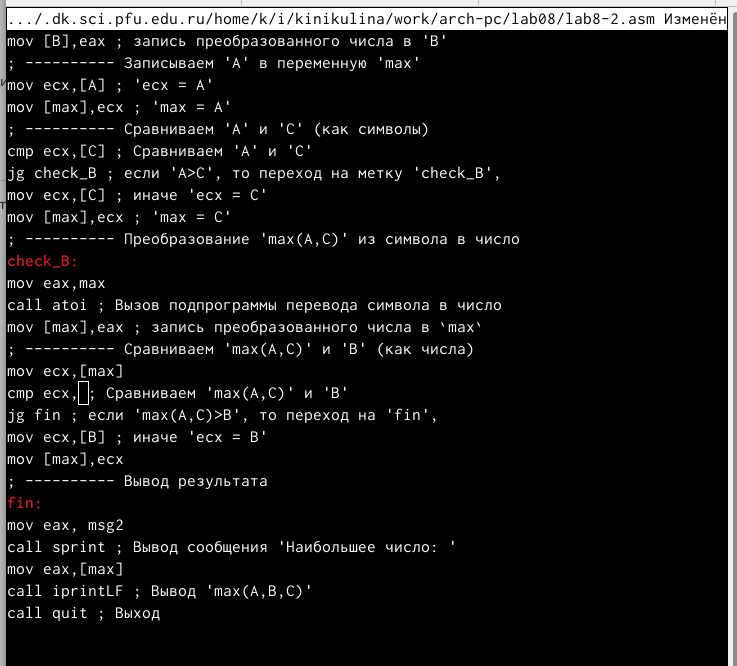 .../.dk.sci.pfu.edu.ru/home/k/i/kinikulina/work/arch-pc/lab08/lab8-2.asm Изменён
mov [B],eax ; запись преобразованного числа в 'B'
; ---------- Записываем 'A' в переменную 'max'
mov ecx,[A] ; 'ecx = A'
mov [max],ecx ; 'max = A'
; ---------- Сравниваем 'A' и 'С' (как символы)
cmp ecx,[C] ; Сравниваем 'A' и 'С'
jg check_B ; если 'A>C', то переход на метку 'check_B',
mov ecx,[C] ; иначе 'ecx = C'
mov [max],ecx ; 'max = C'
; ---------- Преобразование 'max(A,C)' из символа в число
check_B:
mov eax,max
call atoi ; Вызов подпрограммы перевода символа в число
mov [max],eax ; запись преобразованного числа в `max`
; ---------- Сравниваем 'max(A,C)' и 'B' (как числа)
mov ecx,[max]
cmp ecx, ; Сравниваем 'max(A,C)' и 'B'
jg fin ; если 'max(A,C)>B', то переход на 'fin',
mov ecx,[B] ; иначе 'ecx = B'
mov [max],ecx
; ---------- Вывод результата
fin:
mov eax, msg2
call sprint ; Вывод сообщения 'Наибольшее число: '
mov eax,[max]
call iprintLF ; Вывод 'max(A,B,C)'
call quit ; Выход